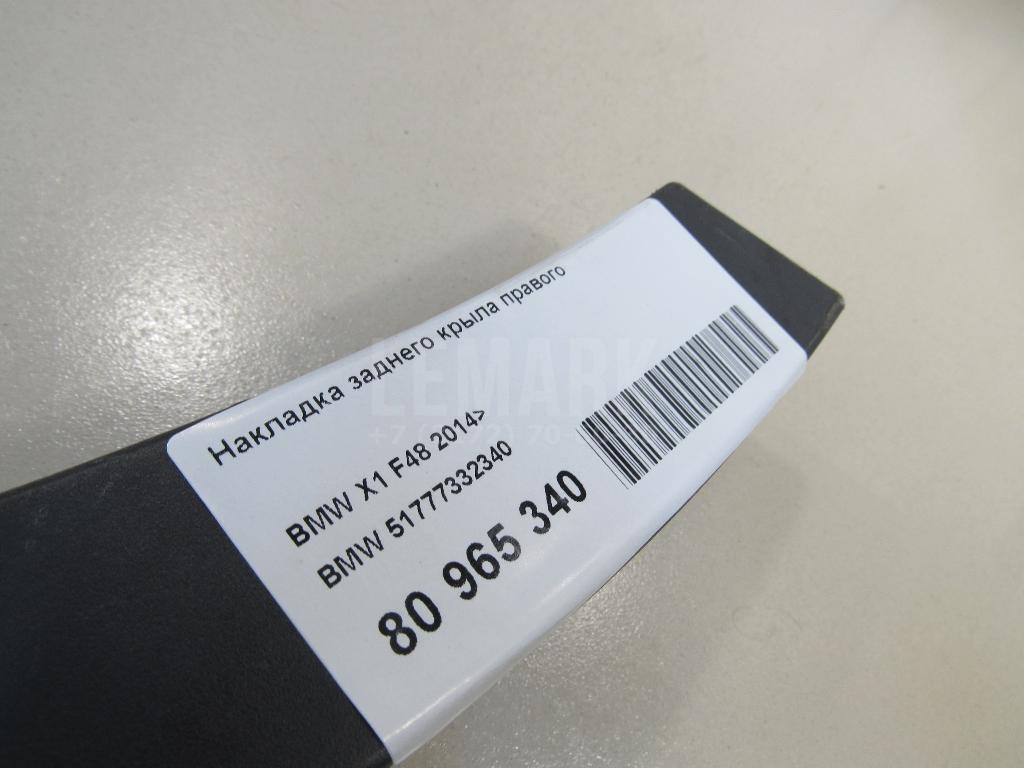 Накладка заднего крыла правого
BMW X1 F48 2014>
BMW 51777332340
80 965 340
LEMARK